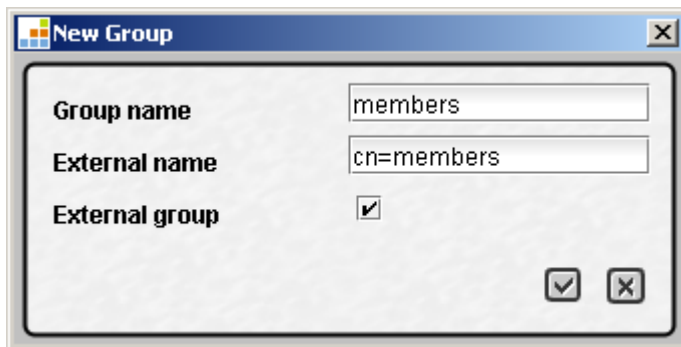 New Group
Group name members
External name cn=members
External group